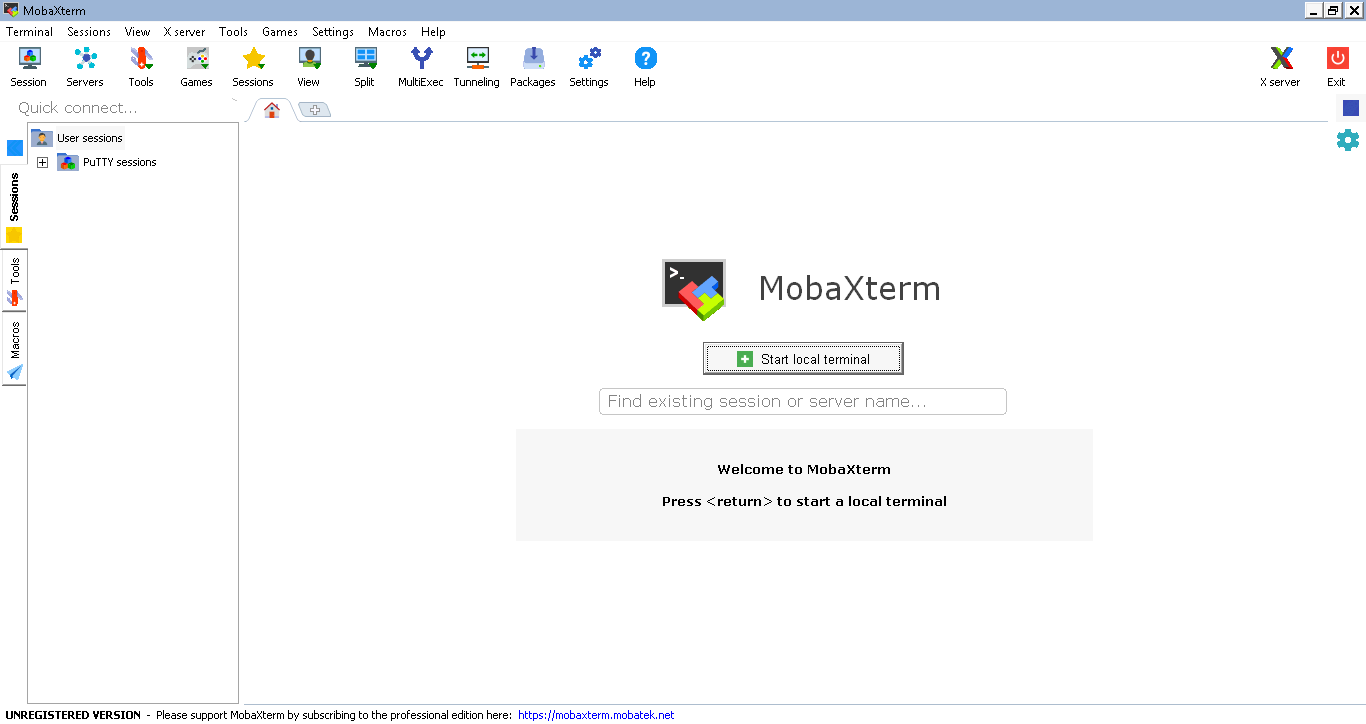 MobaXterm
Terminal Sessions View X server Tools Games Settings Macros Help
Session Servers Tools Games Sessions View Split MultiExec Tunneling Packages Settings Help X server Exit
Quick connect...
User sessions
PuTTY sessions
Sessions
Tools
Macros
>_
MobaXterm
Start local terminal
Find existing session or server name...
Welcome to MobaXterm
Press <return> to start a local terminal
UNREGISTERED VERSION - Please support MobaXterm by subscribing to the professional edition here: https://mobaxterm.mobatek.net